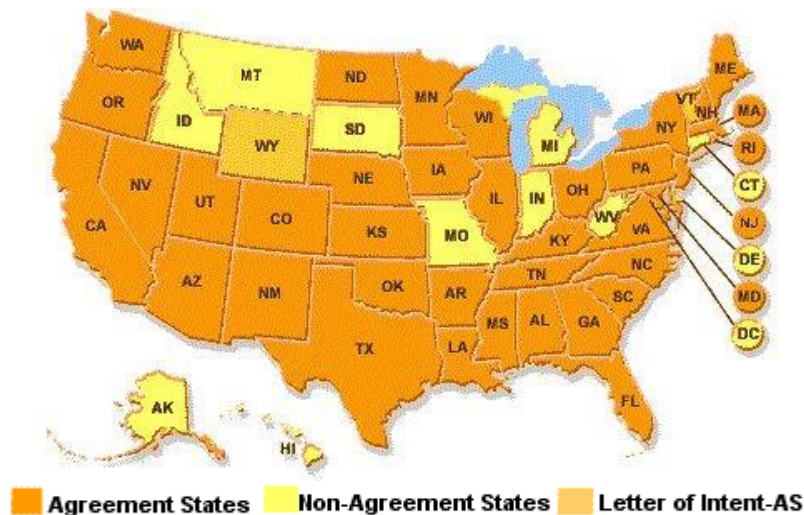 WA
MT
ND
MN
VT
ME
OR
ID
SD
WI
MI
NY
NH
MA
WY
RI
NV
UT
NE
IA
IL
IN
OH
PA
CT
CA
CO
KS
MO
KY
WV
VA
NJ
AZ
NM
OK
AR
TN
NC
DE
MS
AL
GA
SC
MD
TX
LA
DC
FL
AK
HI
Agreement States Non-Agreement States Letter of Intent-AS